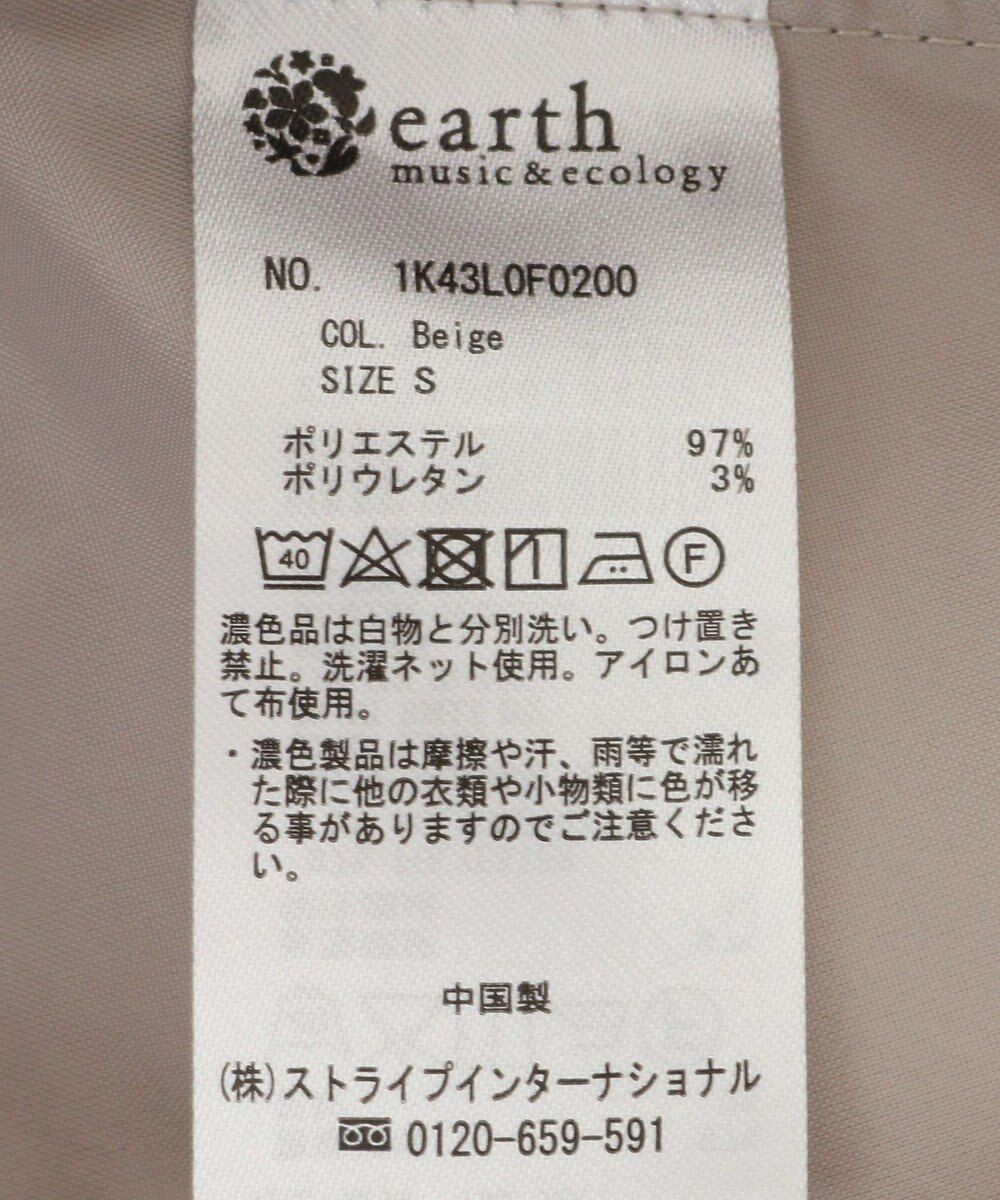 earth
music & ecology
NO. 1K43L0F0200
COL. Beige
SIZE S
ポリエステル 97%
ポリウレタン 3%
40 F
濃色品は白物と分別洗い。つけ置き
禁止。洗濯ネット使用。アイロンあ
て布使用。
・濃色製品は摩擦や汗、雨等で濡れ
た際に他の衣類や小物類に色が移
る事がありますのでご注意くださ
い。
中国製
(株)ストライプインターナショナル
0120-659-591